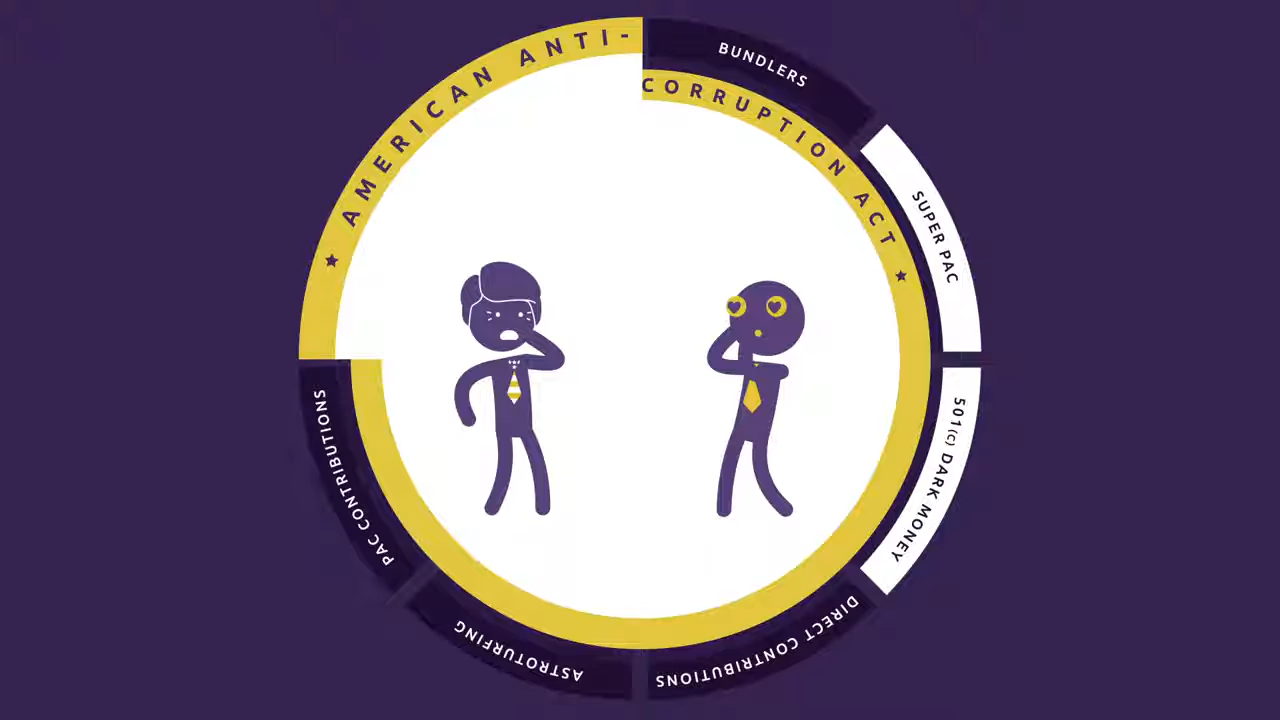 ★ AMERICAN ANTI-
CORRUPTION ACT ★
BUNDLERS
SUPER PAC
501(c) DARK MONEY
DIRECT CONTRIBUTIONS
ASTROTURFING
PAC CONTRIBUTIONS